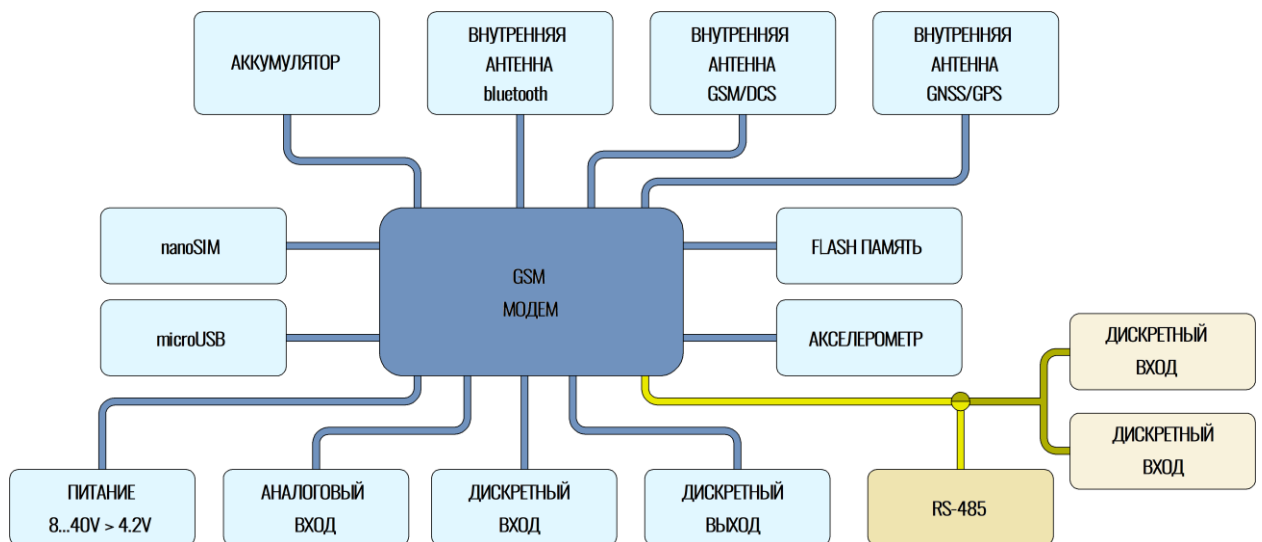 АККУМУЛЯТОР
ВНУТРЕННЯЯ
АНТЕННА
bluetooth
ВНУТРЕННЯЯ
АНТЕННА
GSM/DCS
ВНУТРЕННЯЯ
АНТЕННА
GNSS/GPS
nanoSIM
GSM
МОДЕМ
FLASH ПАМЯТЬ
microUSB
АКСЕЛЕРОМЕТР
ДИСКРЕТНЫЙ
ВХОД
ДИСКРЕТНЫЙ
ВХОД
ПИТАНИЕ
8...40V > 4.2V
АНАЛОГОВЫЙ
ВХОД
ДИСКРЕТНЫЙ
ВХОД
ДИСКРЕТНЫЙ
ВЫХОД
RS-485